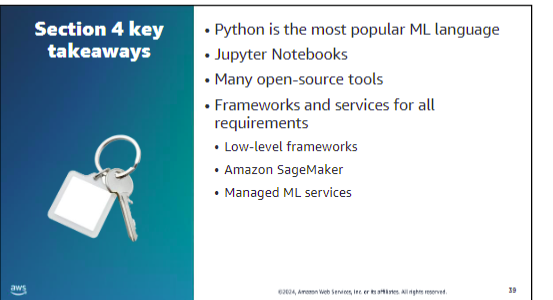 Section 4 key
takeaways
• Python is the most popular ML language
• Jupyter Notebooks
• Many open-source tools
• Frameworks and services for all
requirements
• Low-level frameworks
• Amazon SageMaker
• Managed ML services
aws
©2024, Amazon Web Services, Inc. or its affiliates. All rights reserved.
39